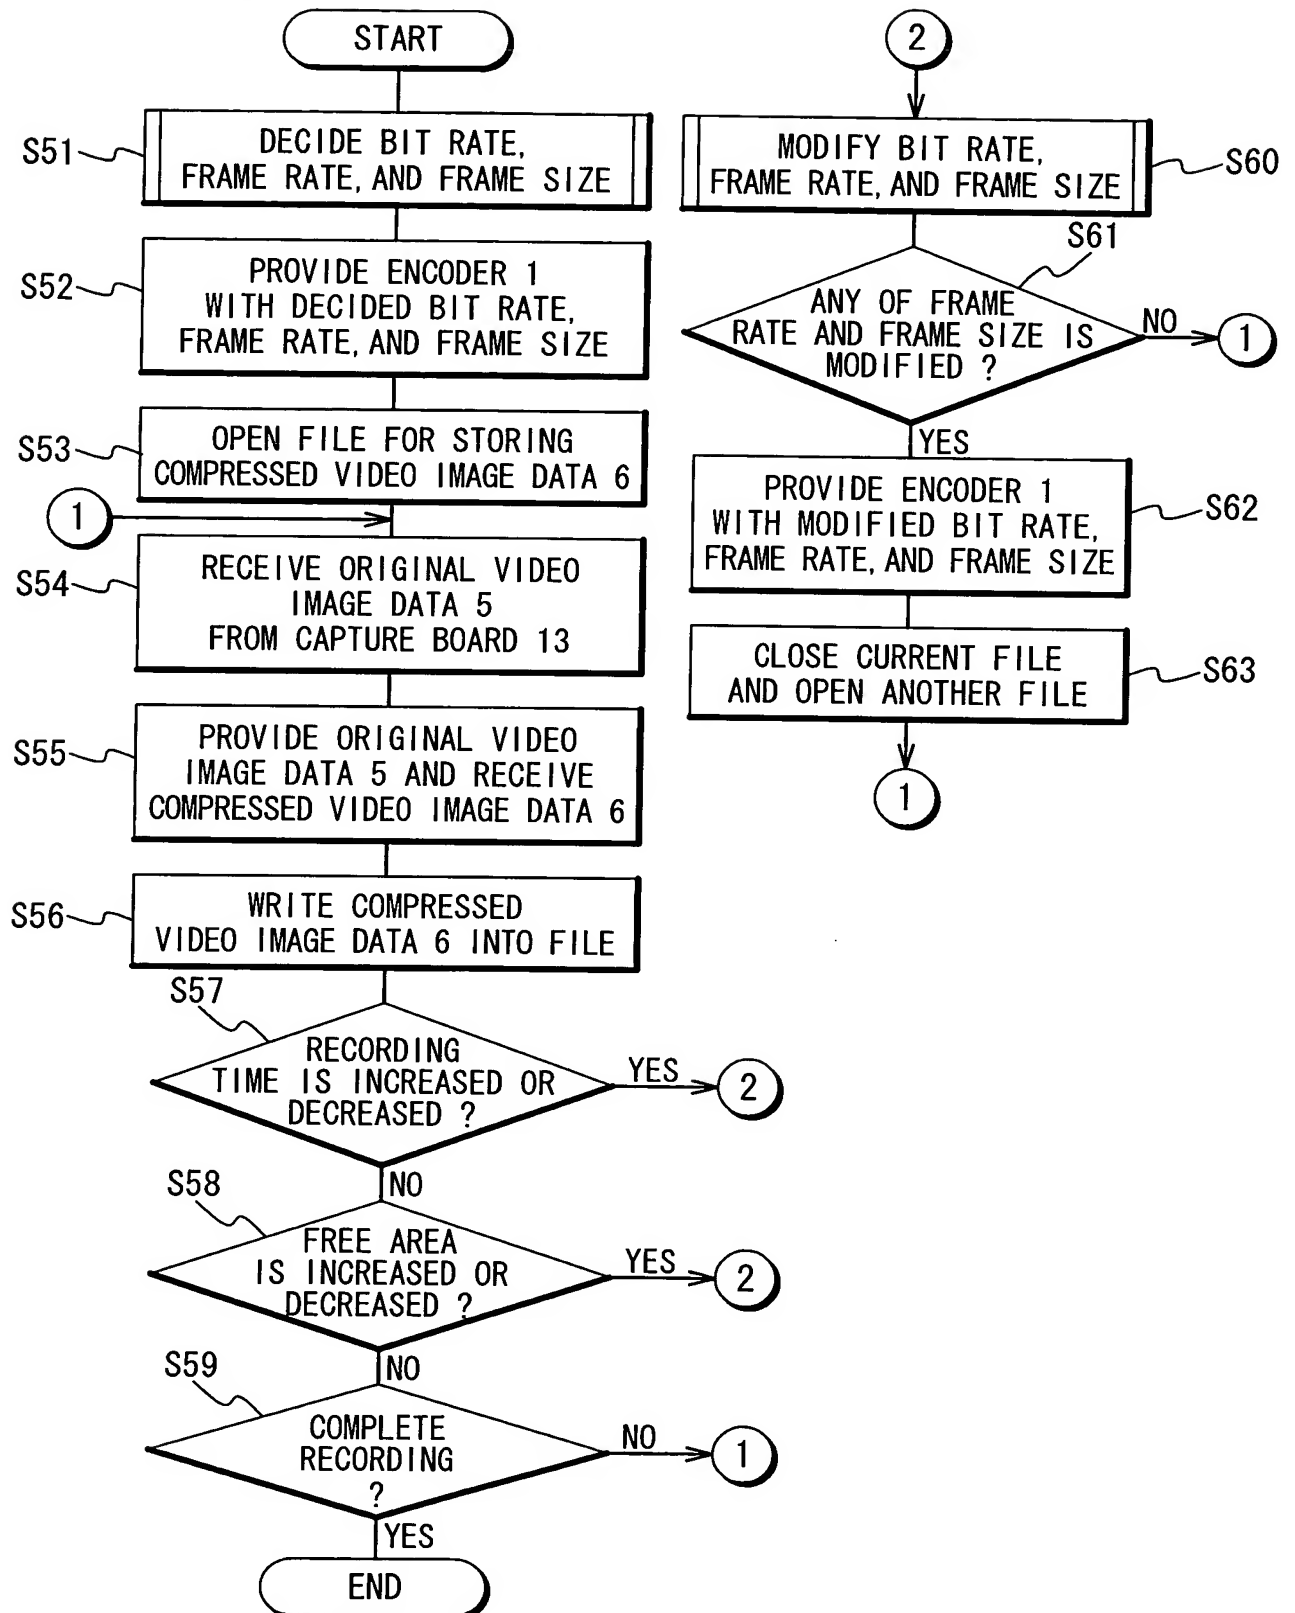 START
S51
DECIDE BIT RATE,
FRAME RATE, AND FRAME SIZE
S52
PROVIDE ENCODER 1
WITH DECIDED BIT RATE,
FRAME RATE, AND FRAME SIZE
S53
OPEN FILE FOR STORING
COMPRESSED VIDEO IMAGE DATA 6
1
S54
RECEIVE ORIGINAL VIDEO
IMAGE DATA 5
FROM CAPTURE BOARD 13
S55
PROVIDE ORIGINAL VIDEO
IMAGE DATA 5 AND RECEIVE
COMPRESSED VIDEO IMAGE DATA 6
S56
WRITE COMPRESSED
VIDEO IMAGE DATA 6 INTO FILE
S57
RECORDING
TIME IS INCREASED OR
DECREASED ?
YES
2
NO
S58
FREE AREA
IS INCREASED OR
DECREASED ?
YES
2
NO
S59
COMPLETE
RECORDING
?
NO
1
YES
END
2
MODIFY BIT RATE,
FRAME RATE, AND FRAME SIZE
S60
S61
ANY OF FRAME
RATE AND FRAME SIZE IS
MODIFIED ?
NO
1
YES
PROVIDE ENCODER 1
WITH MODIFIED BIT RATE,
FRAME RATE, AND FRAME SIZE
S62
CLOSE CURRENT FILE
AND OPEN ANOTHER FILE
S63
1